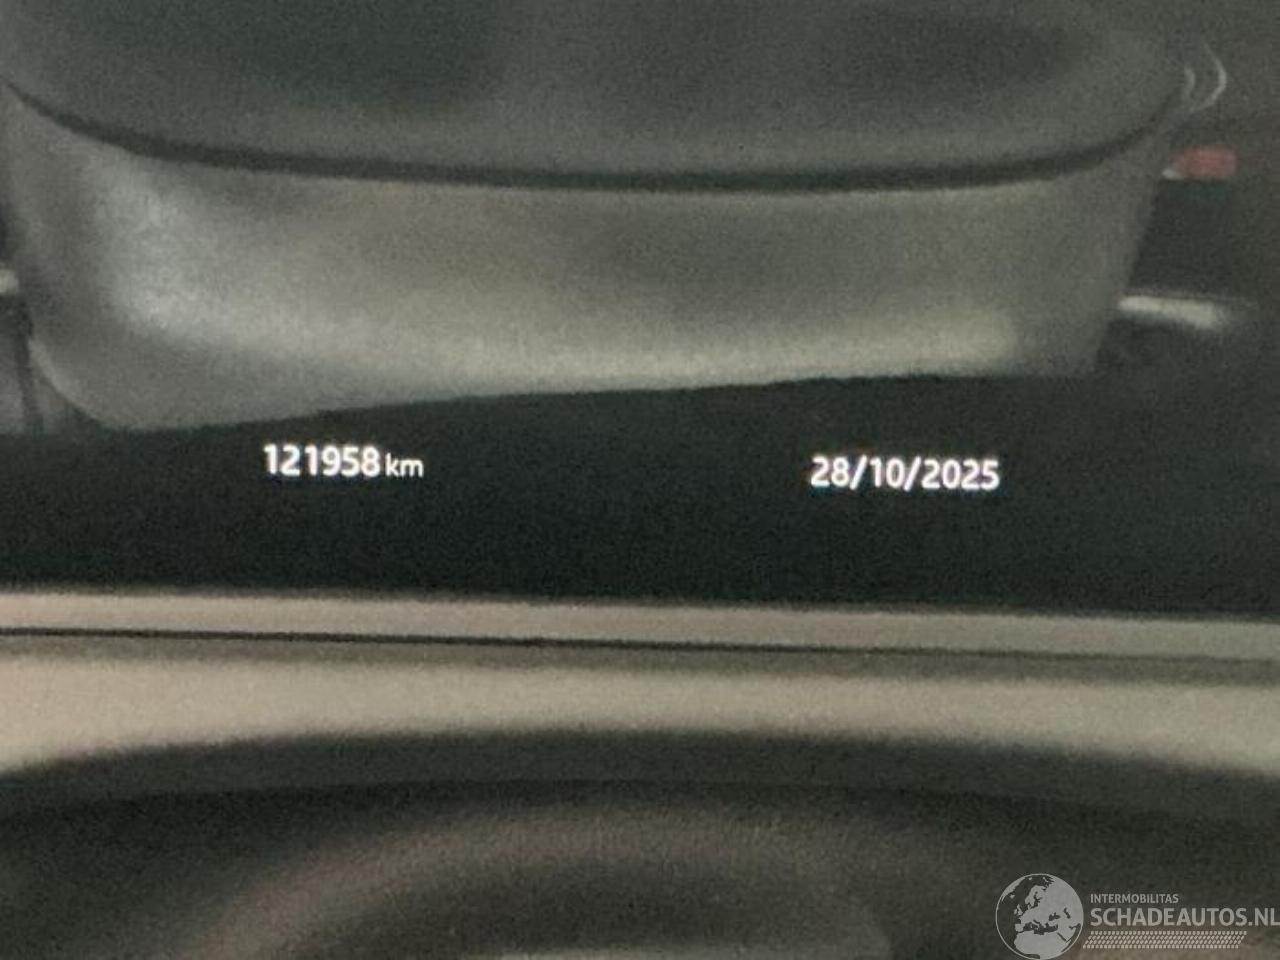 121958 km 28/10/2025
INTERMOBILITAS
SCHADEAUTOS.NL